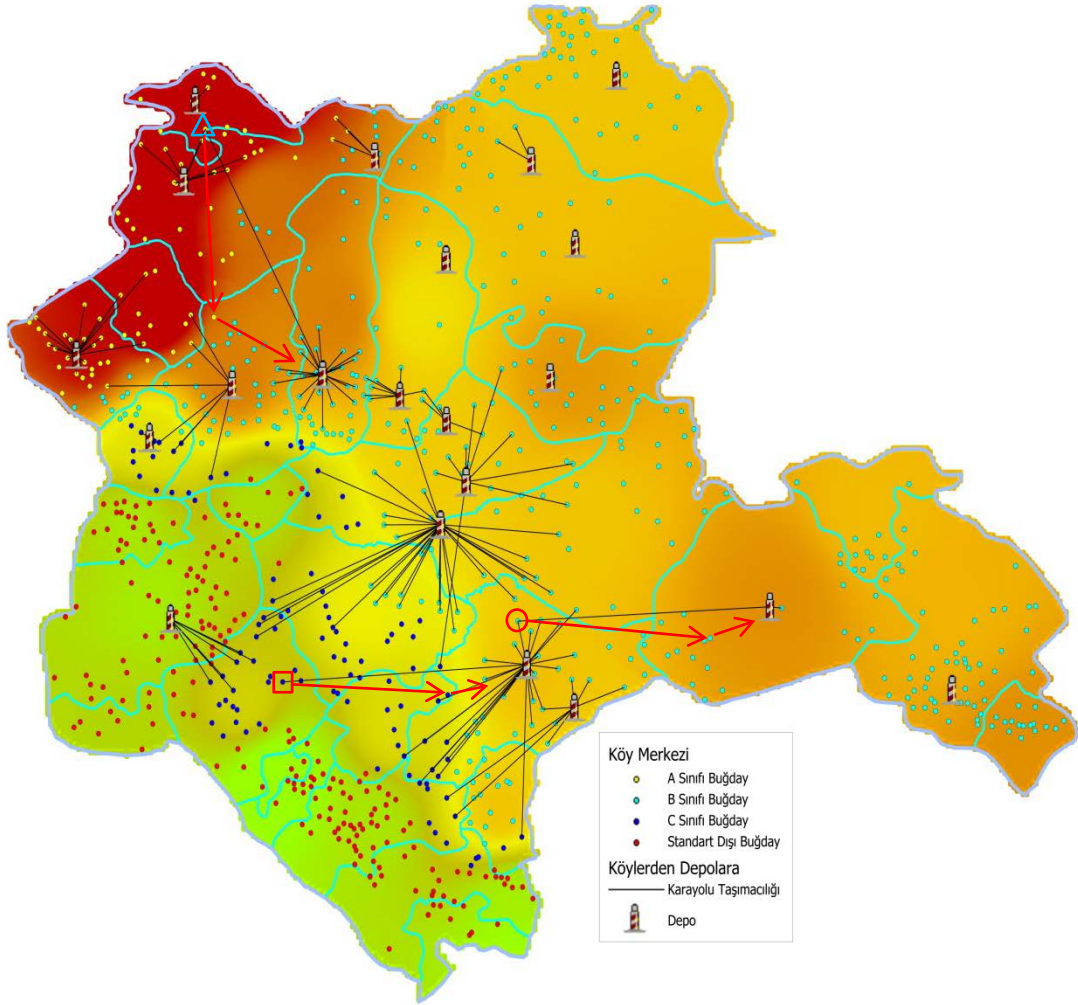 Köy Merkezi
A Sınıfı Buğday
B Sınıfı Buğday
C Sınıfı Buğday
Standart Dışı Buğday
Köylerden Depolara
Karayolu Taşımacılığı
Depo